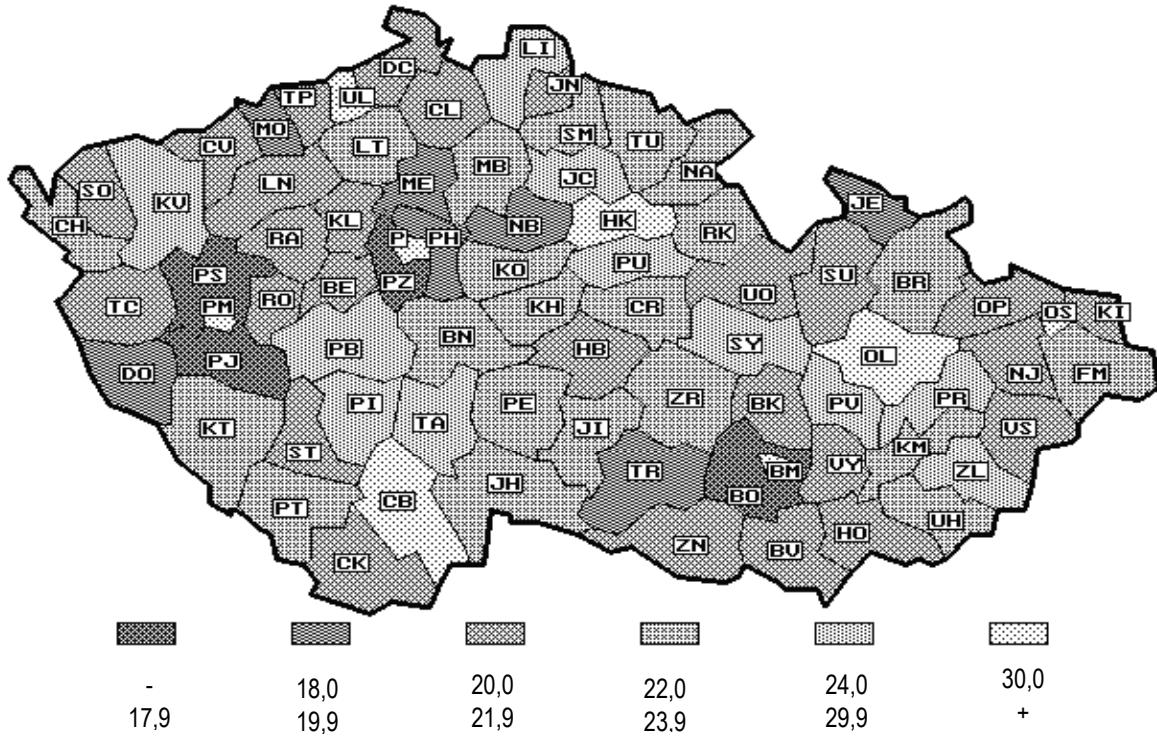 LI
DC
JN
TP
UL
CL
MO
SM
TU
CV
LT
MB
NA
SO
LN
ME
JC
KV
JE
CH
KL
NB
HK
RK
RA
P
PH
PS
KO
PU
SU
BR
PZ
TC
RO
BE
UO
PM
KH
CR
OP
OS
KI
PB
BN
HB
SY
OL
PJ
DO
NJ
FM
PI
TA
PE
ZR
BK
PV
PR
KT
ST
JI
VS
KM
TR
BM
VY
ZL
JH
BO
CB
PT
UH
HO
ZN
BV
CK
- 18,0 20,0 22,0 24,0 30,0
17,9 19,9 21,9 23,9 29,9 +